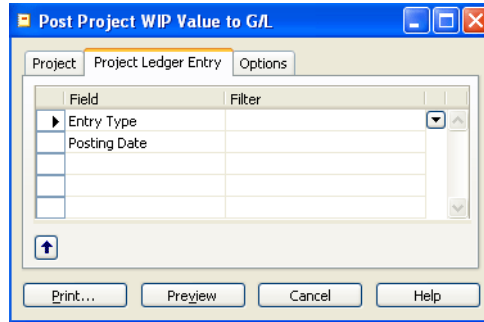 Post Project WIP Value to G/L
Project Project Ledger Entry Options
Field Filter
Entry Type
Posting Date
Print... Preview Cancel Help